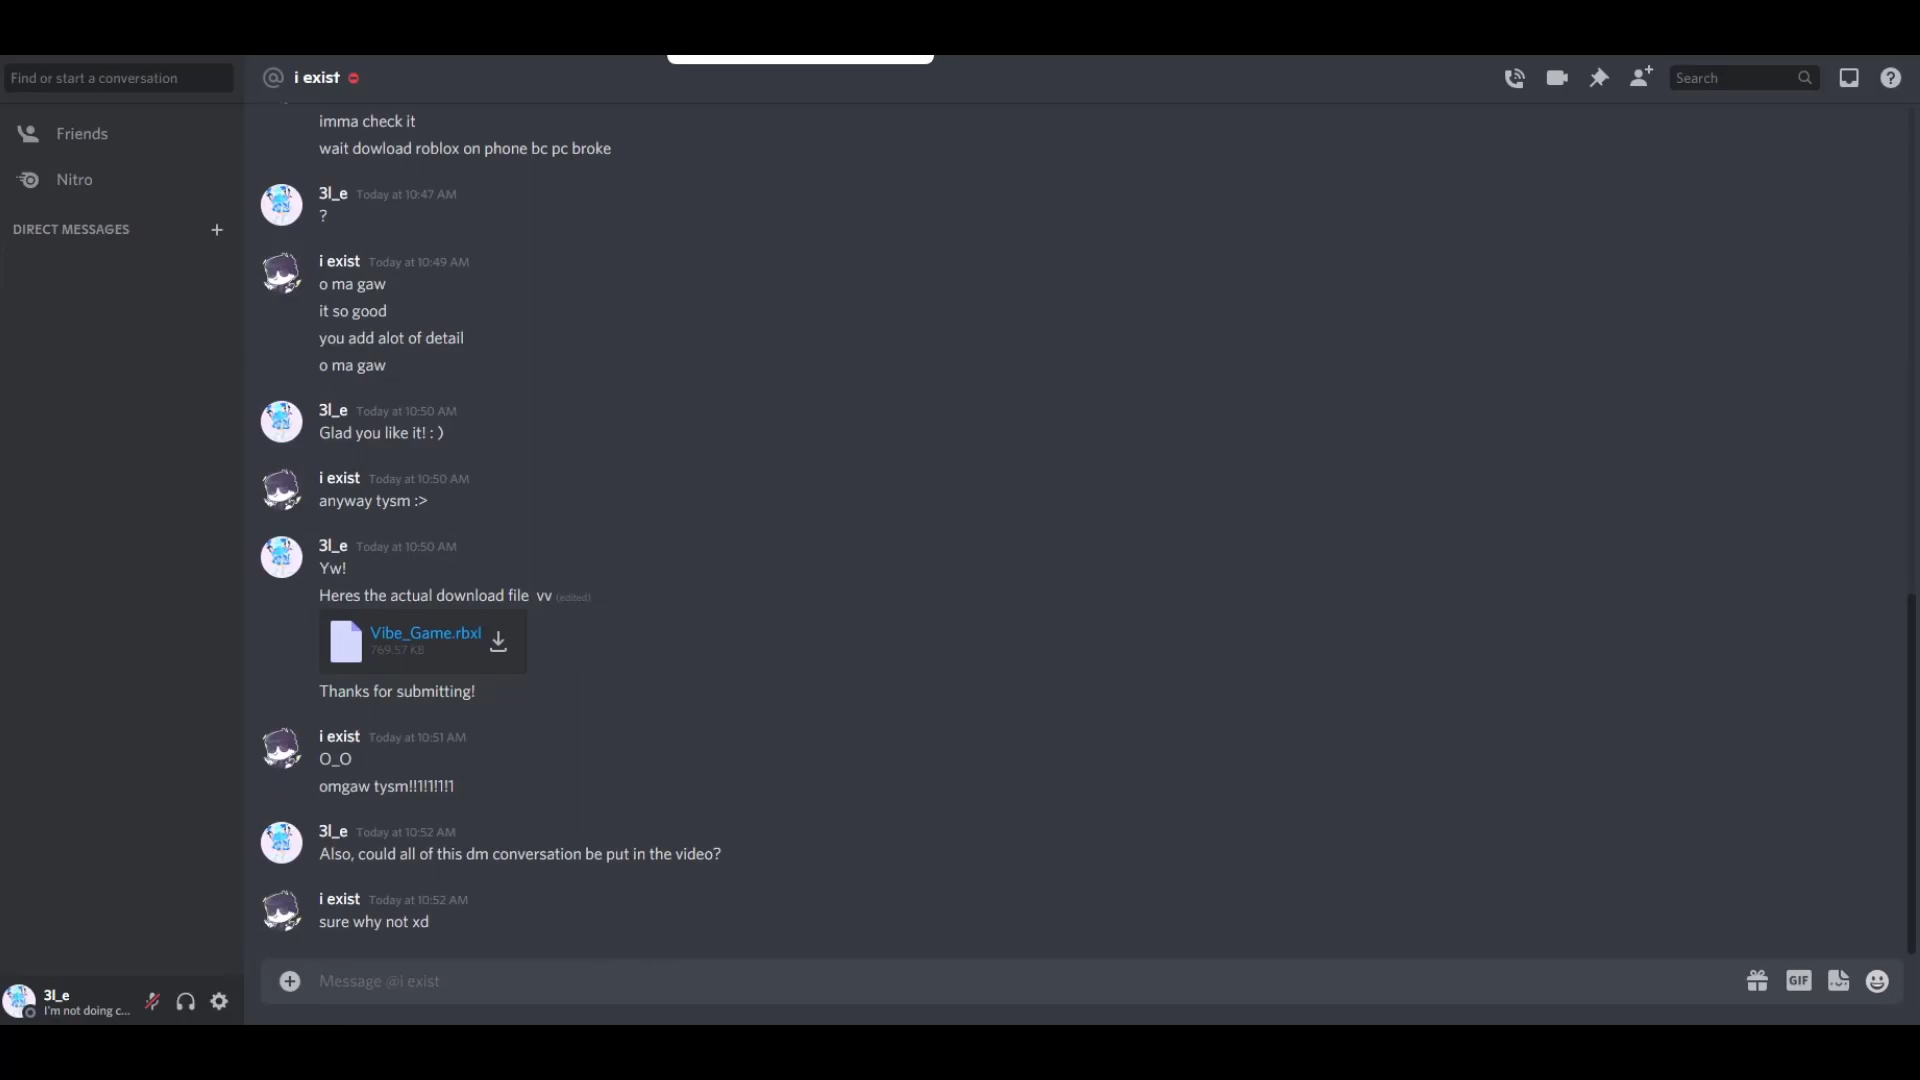 Find or start a conversation
i exist
Search
Friends
Nitro
DIRECT MESSAGES
imma check it
wait dowload roblox on phone bc pc broke
3l_e Today at 10:47 AM
?
i exist Today at 10:49 AM
o ma gaw
it so good
you add alot of detail
o ma gaw
3l_e Today at 10:50 AM
Glad you like it! : )
i exist Today at 10:50 AM
anyway tysm :>
3l_e Today at 10:50 AM
Yw!
Heres the actual download file vv (edited)
Vibe_Game.rbxl
769.57 KB
Thanks for submitting!
i exist Today at 10:51 AM
O_O
omgaw tysm!!1!1!1!1
3l_e Today at 10:52 AM
Also, could all of this dm conversation be put in the video?
i exist Today at 10:52 AM
sure why not xd
Message @i exist
GIF
3l_e
I'm not doing c...